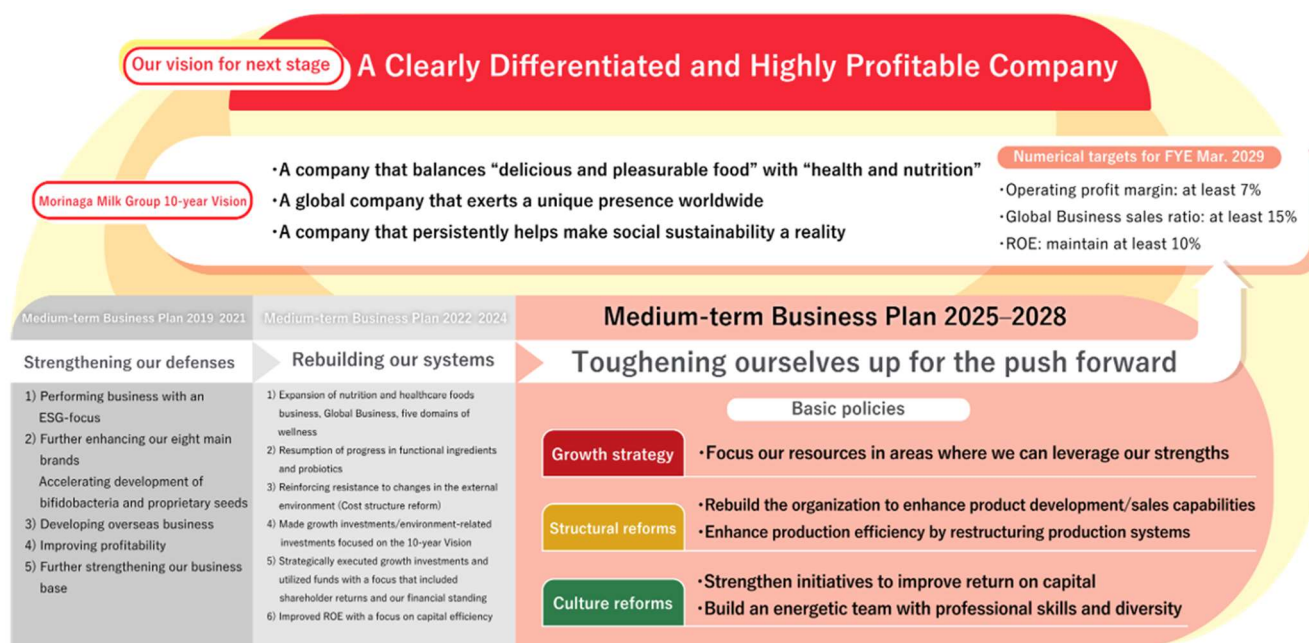 Our vision for next stage
A Clearly Differentiated and Highly Profitable Company
Morinaga Milk Group 10-year Vision
・A company that balances “delicious and pleasurable food” with “health and nutrition”
・A global company that exerts a unique presence worldwide
・A company that persistently helps make social sustainability a reality
Numerical targets for FYE Mar. 2029
・Operating profit margin: at least 7%
・Global Business sales ratio: at least 15%
・ROE: maintain at least 10%
Medium-term Business Plan 2019–2021
Strengthening our defenses
1) Performing business with an
ESG-focus
2) Further enhancing our eight main
brands
Accelerating development of
bifidobacteria and proprietary seeds
3) Developing overseas business
4) Improving profitability
5) Further strengthening our business
base
Medium-term Business Plan 2022–2024
Rebuilding our systems
1) Expansion of nutrition and healthcare foods
business, Global Business, five domains of
wellness
2) Resumption of progress in functional ingredients
and probiotics
3) Reinforcing resistance to changes in the external
environment (Cost structure reform)
4) Made growth investments/environment-related
investments focused on the 10-year Vision
5) Strategically executed growth investments and
utilized funds with a focus that included
shareholder returns and our financial standing
6) Improved ROE with a focus on capital efficiency
Medium-term Business Plan 2025–2028
Toughening ourselves up for the push forward
Basic policies
Growth strategy
・Focus our resources in areas where we can leverage our strengths
Structural reforms
・Rebuild the organization to enhance product development/sales capabilities
・Enhance production efficiency by restructuring production systems
Culture reforms
・Strengthen initiatives to improve return on capital
・Build an energetic team with professional skills and diversity